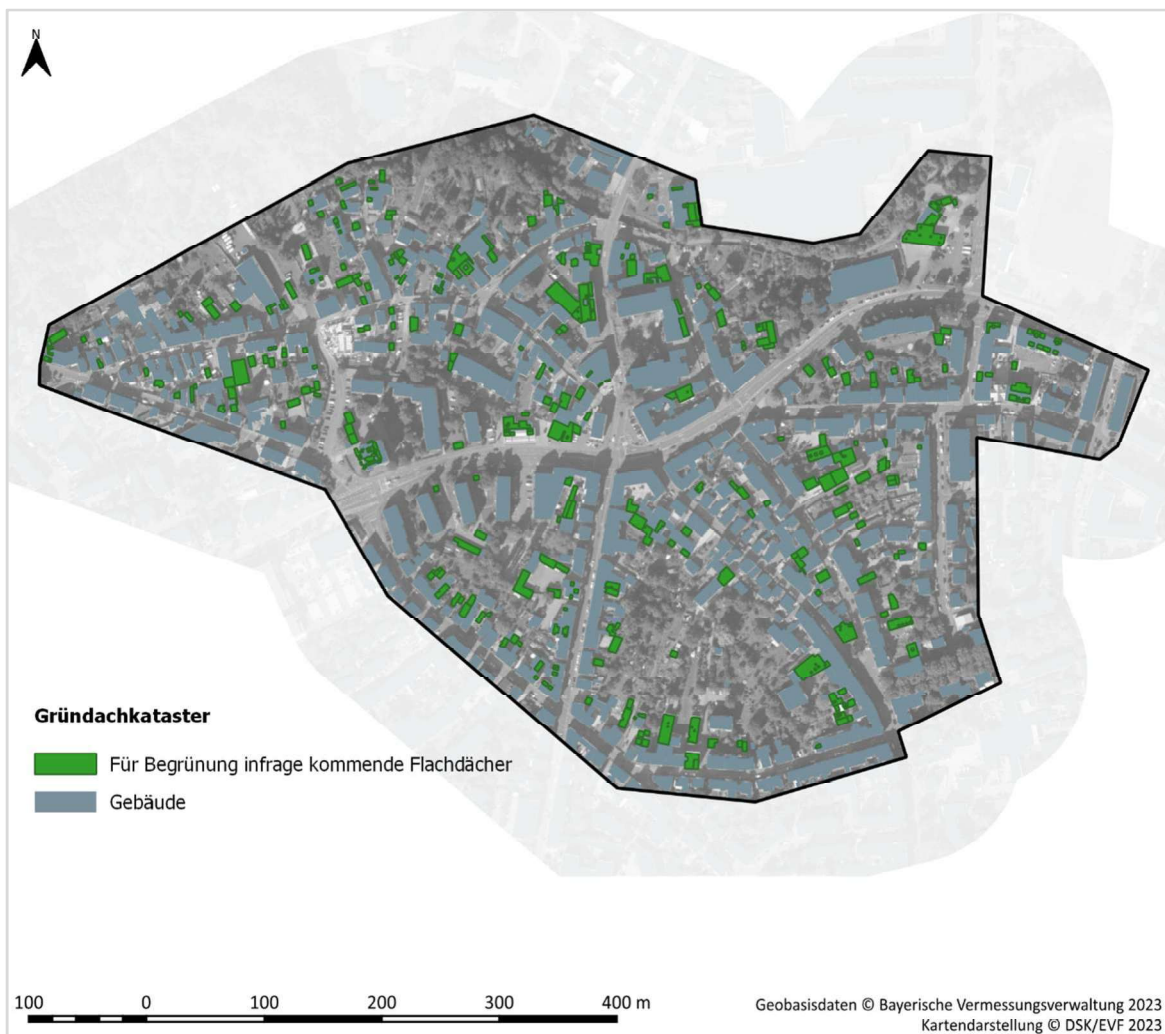 N
Gründachkataster
Für Begrünung infrage kommende Flachdächer
Gebäude
100 0 100 200 300 400 m
Geobasisdaten © Bayerische Vermessungsverwaltung 2023
Kartendarstellung © DSK/EVF 2023